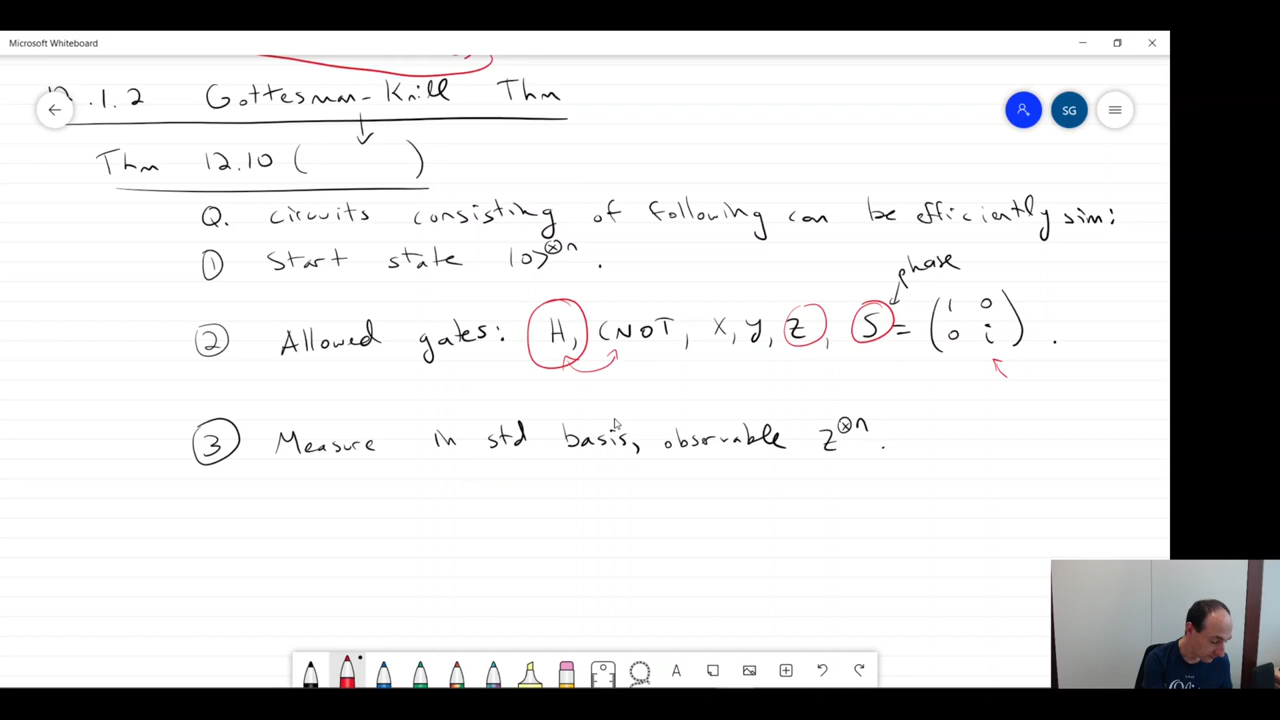 Microsoft Whiteboard
.1.2 Gottesman-Knill Thm
Thm 12.10 ( )
Q. circuits consisting of following can be efficiently sim:
① Start state |0⟩⊗n .
phase
② Allowed gates: H, CNOT, X, Y, Z, S = (1 0 0 i) .
③ Measure in std basis, observable Z⊗n.
SG
A